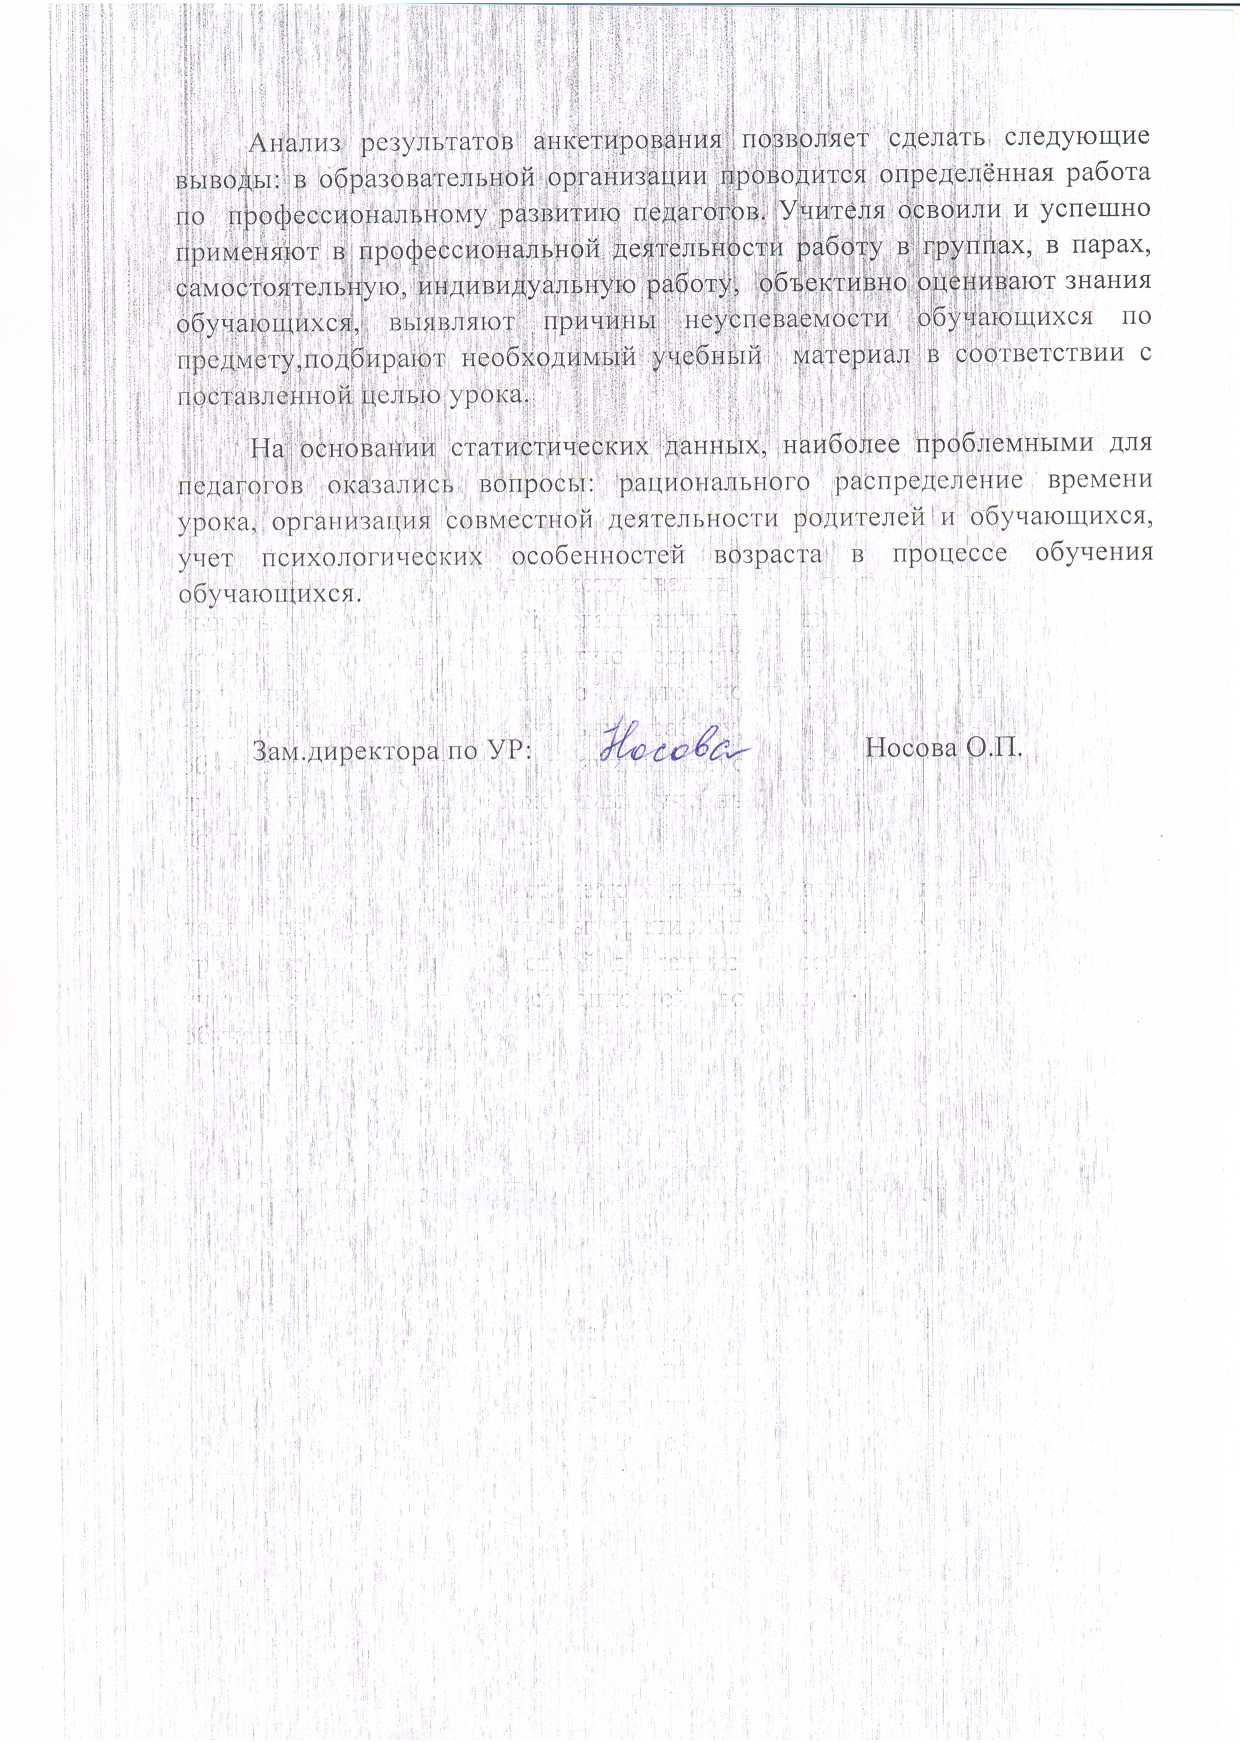 Анализ результатов анкетирования позволяет сделать следующие
выводы: в образовательной организации проводится определённая работа
по профессиональному развитию педагогов. Учителя освоили и успешно
применяют в профессиональной деятельности работу в группах, в парах,
самостоятельную, индивидуальную работу, объективно оценивают знания
обучающихся, выявляют причины неуспеваемости обучающихся по
предмету,подбирают необходимый учебный материал в соответствии с
поставленной целью урока.
На основании статистических данных, наиболее проблемными для
педагогов оказались вопросы: рационального распределение времени
урока, организация совместной деятельности родителей и обучающихся,
учет психологических особенностей возраста в процессе обучения
обучающихся.
Зам.директора по УР: Носова Носова О.П.